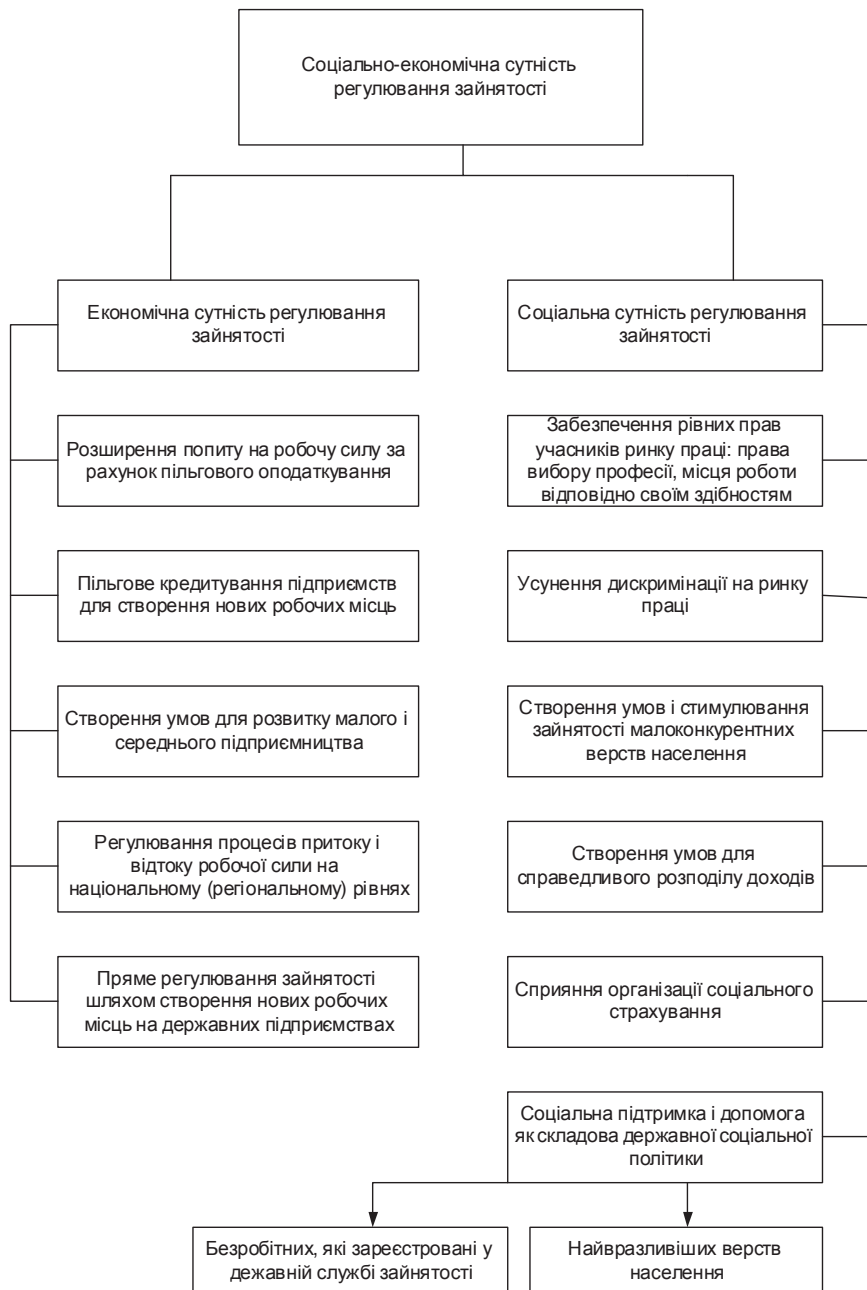 Соціально-економічна сутність
регулювання зайнятості
Економічна сутність регулювання
зайнятості
Розширення попиту на робочу силу за
рахунок пільгового оподаткування
Пільгове кредитування підприємств
для створення нових робочих місць
Створення умов для розвитку малого і
середнього підприємництва
Регулювання процесів притоку і
відтоку робочої сили на
національному (регіональному) рівнях
Пряме регулювання зайнятості
шляхом створення нових робочих
місць на державних підприємствах
Соціальна сутність регулювання
зайнятості
Забезпечення рівних прав
учасників ринку праці: права
вибору професії, місця роботи
відповідно своїм здібностям
Усунення дискримінації на ринку
праці
Створення умов і стимулювання
зайнятості малоконкурентних
верств населення
Створення умов для
справедливого розподілу доходів
Сприяння організації соціального
страхування
Соціальна підтримка і допомога
як складова державної соціальної
політики
Безробітних, які зареєстровані у
дежавній службі зайнятості
Найвразливіших верств
населення